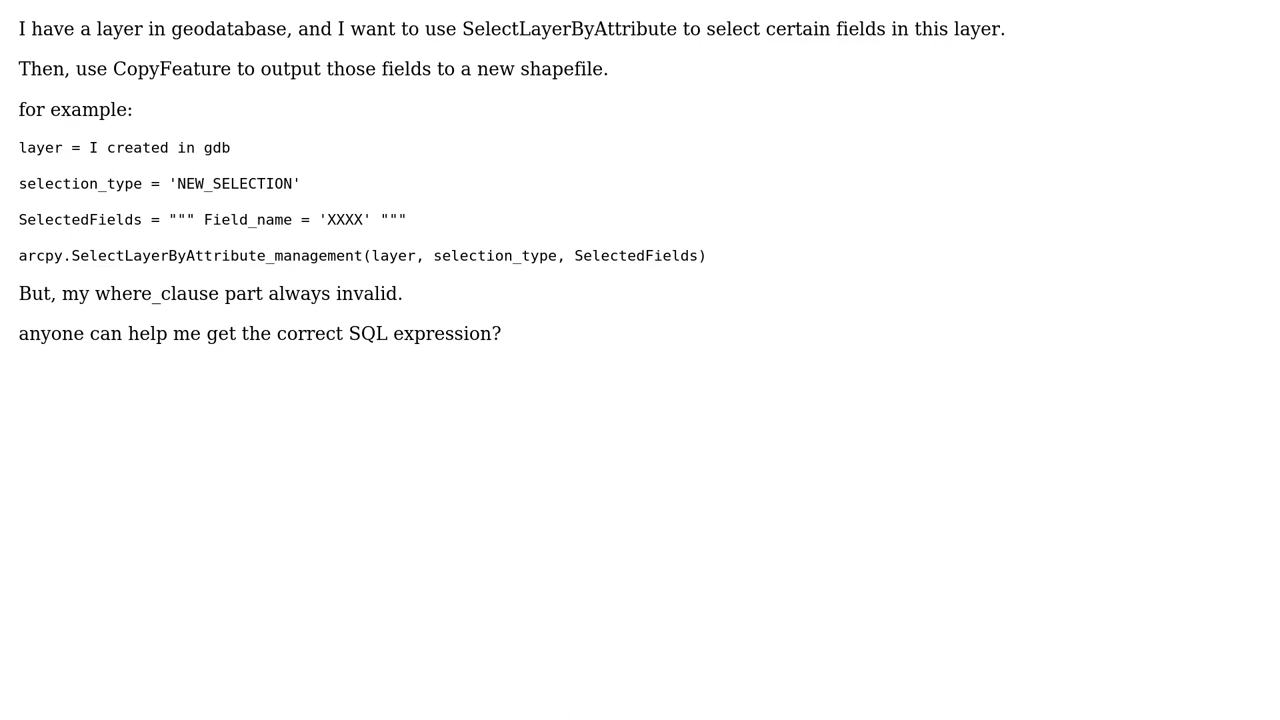 I have a layer in geodatabase, and I want to use SelectLayerByAttribute to select certain fields in this layer.
Then, use CopyFeature to output those fields to a new shapefile.
for example:
layer = I created in gdb
selection_type = 'NEW_SELECTION'
SelectedFields = """ Field_name = 'XXXX' """
arcpy.SelectLayerByAttribute_management(layer, selection_type, SelectedFields)
But, my where_clause part always invalid.
anyone can help me get the correct SQL expression?